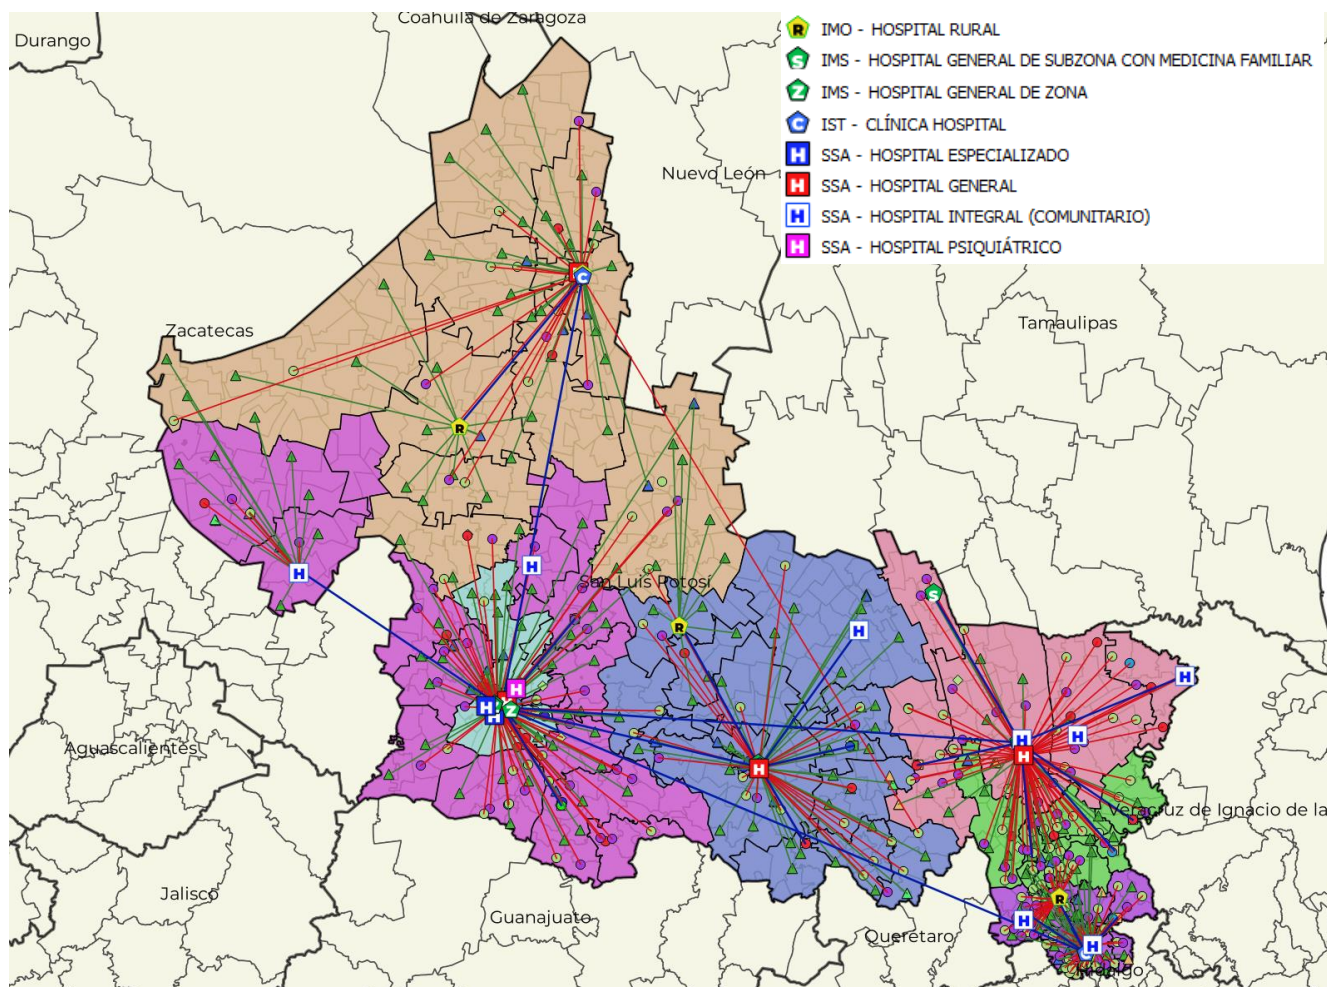 Coahuila de Zaragoza
Durango
R IMO - HOSPITAL RURAL
S IMS - HOSPITAL GENERAL DE SUBZONA CON MEDICINA FAMILIAR
Z IMS - HOSPITAL GENERAL DE ZONA
C IST - CLÍNICA HOSPITAL
H SSA - HOSPITAL ESPECIALIZADO
H SSA - HOSPITAL GENERAL
H SSA - HOSPITAL INTEGRAL (COMUNITARIO)
H SSA - HOSPITAL PSIQUIÁTRICO
Nuevo León
C
Zacatecas
Tamaulipas
R
H
H
San Luis Potosí
S
R
H
H
H
H
Z
H
Aguascalientes
H
H
H
H
Veracruz de Ignacio de la
Jalisco
R
Guanajuato
H
Querétaro
H
Hidalgo